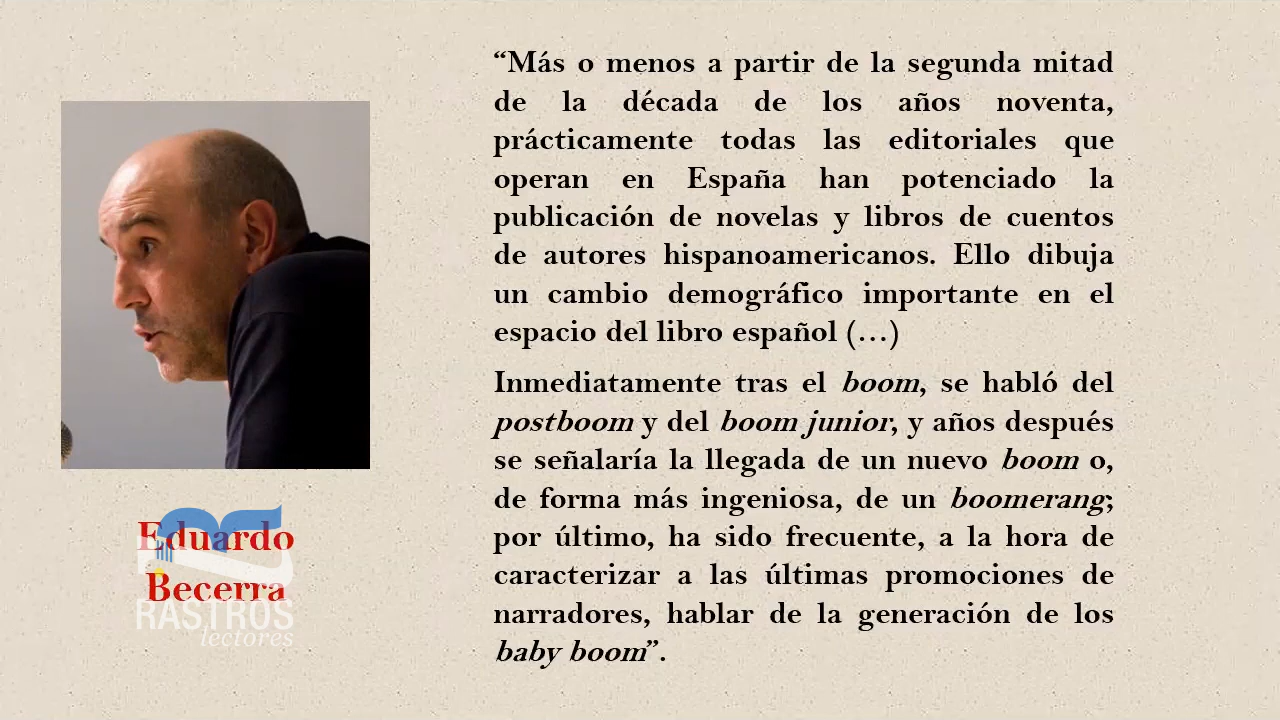 “Más o menos a partir de la segunda mitad
de la década de los años noventa,
prácticamente todas las editoriales que
operan en España han potenciado la
publicación de novelas y libros de cuentos
de autores hispanoamericanos. Ello dibuja
un cambio demográfico importante en el
espacio del libro español (…)
Inmediatamente tras el boom, se habló del
postboom y del boom junior, y años después
se señalaría la llegada de un nuevo boom o,
de forma más ingeniosa, de un boomerang;
por último, ha sido frecuente, a la hora de
caracterizar a las últimas promociones de
narradores, hablar de la generación de los
baby boom”.
Eduardo
Becerra
RASTROS
lectores